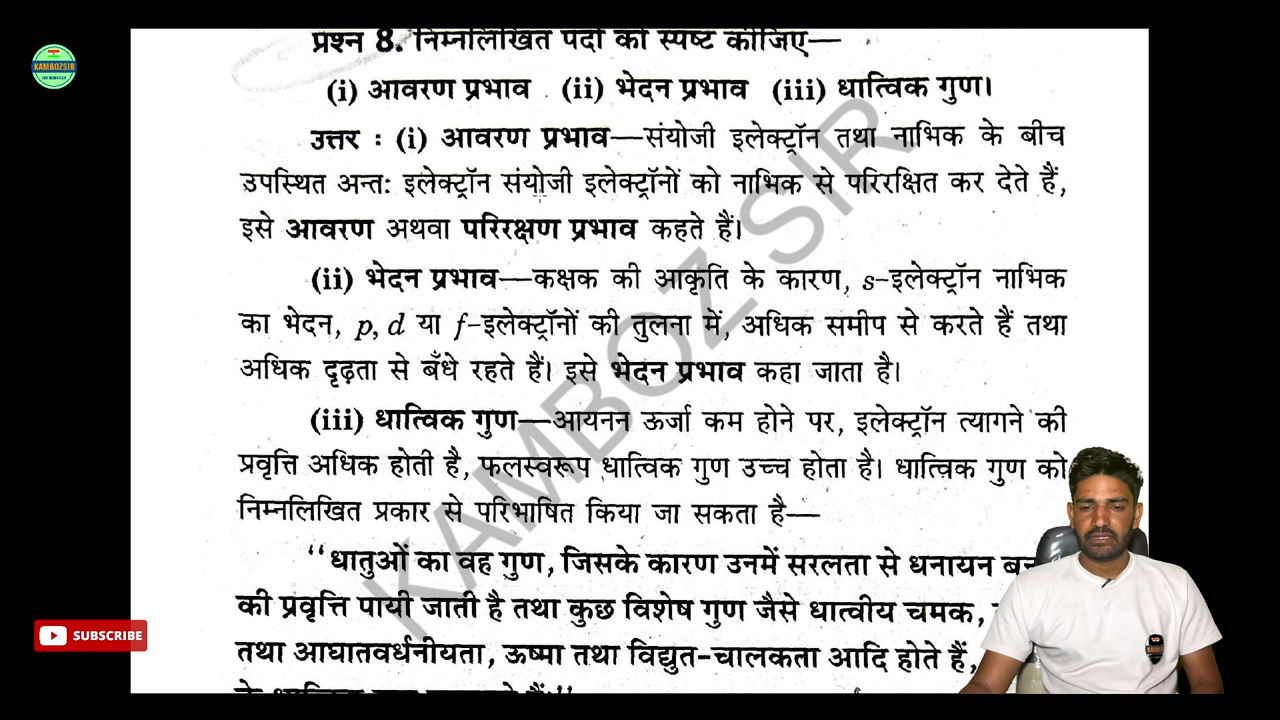 प्रश्न 8. निम्नलिखित पदों को स्पष्ट कीजिए—
(i) आवरण प्रभाव (ii) भेदन प्रभाव (iii) धात्विक गुण।
उत्तर : (i) आवरण प्रभाव—संयोजी इलेक्ट्रॉन तथा नाभिक के बीच
उपस्थित अन्त: इलेक्ट्रॉन संयोजी इलेक्ट्रॉनों को नाभिक से परिरक्षित कर देते हैं,
इसे आवरण अथवा परिरक्षण प्रभाव कहते हैं।
(ii) भेदन प्रभाव—कक्षक की आकृति के कारण, s-इलेक्ट्रॉन नाभिक
का भेदन, p, d या f-इलेक्ट्रॉनों की तुलना में, अधिक समीप से करते हैं तथा
अधिक दृढ़ता से बँधे रहते हैं। इसे भेदन प्रभाव कहा जाता है।
(iii) धात्विक गुण—आयनन ऊर्जा कम होने पर, इलेक्ट्रॉन त्यागने की
प्रवृत्ति अधिक होती है, फलस्वरूप धात्विक गुण उच्च होता है। धात्विक गुण को
निम्नलिखित प्रकार से परिभाषित किया जा सकता है—
‘‘धातुओं का वह गुण, जिसके कारण उनमें सरलता से धनायन
की प्रवृत्ति पायी जाती है तथा कुछ विशेष गुण जैसे धात्वीय चमक,
तथा आघातवर्धनीयता, ऊष्मा तथा विद्युत-चालकता आदि होते हैं,
KAMBOZ SIR
KAMBOZSIR
SUBSCRIBE